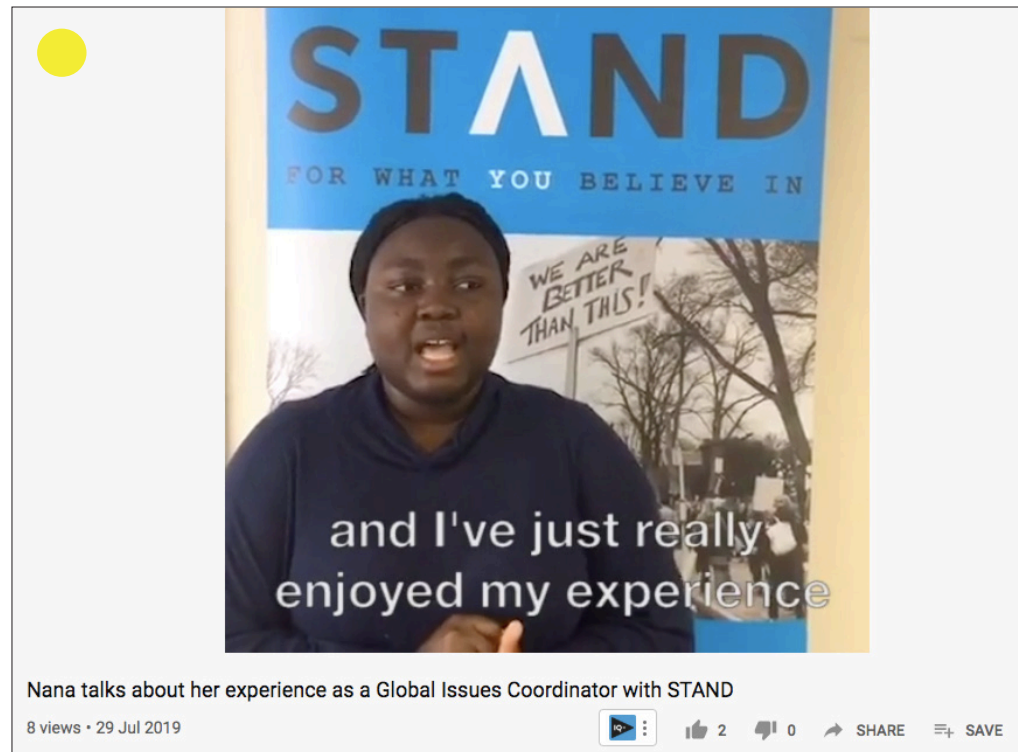 STAND
FOR WHAT YOU BELIEVE IN
WE ARE
BETTER
THAN THIS!
and I've just really
enjoyed my experience
Nana talks about her experience as a Global Issues Coordinator with STAND
8 views • 29 Jul 2019
IQ
2
0
SHARE
SAVE